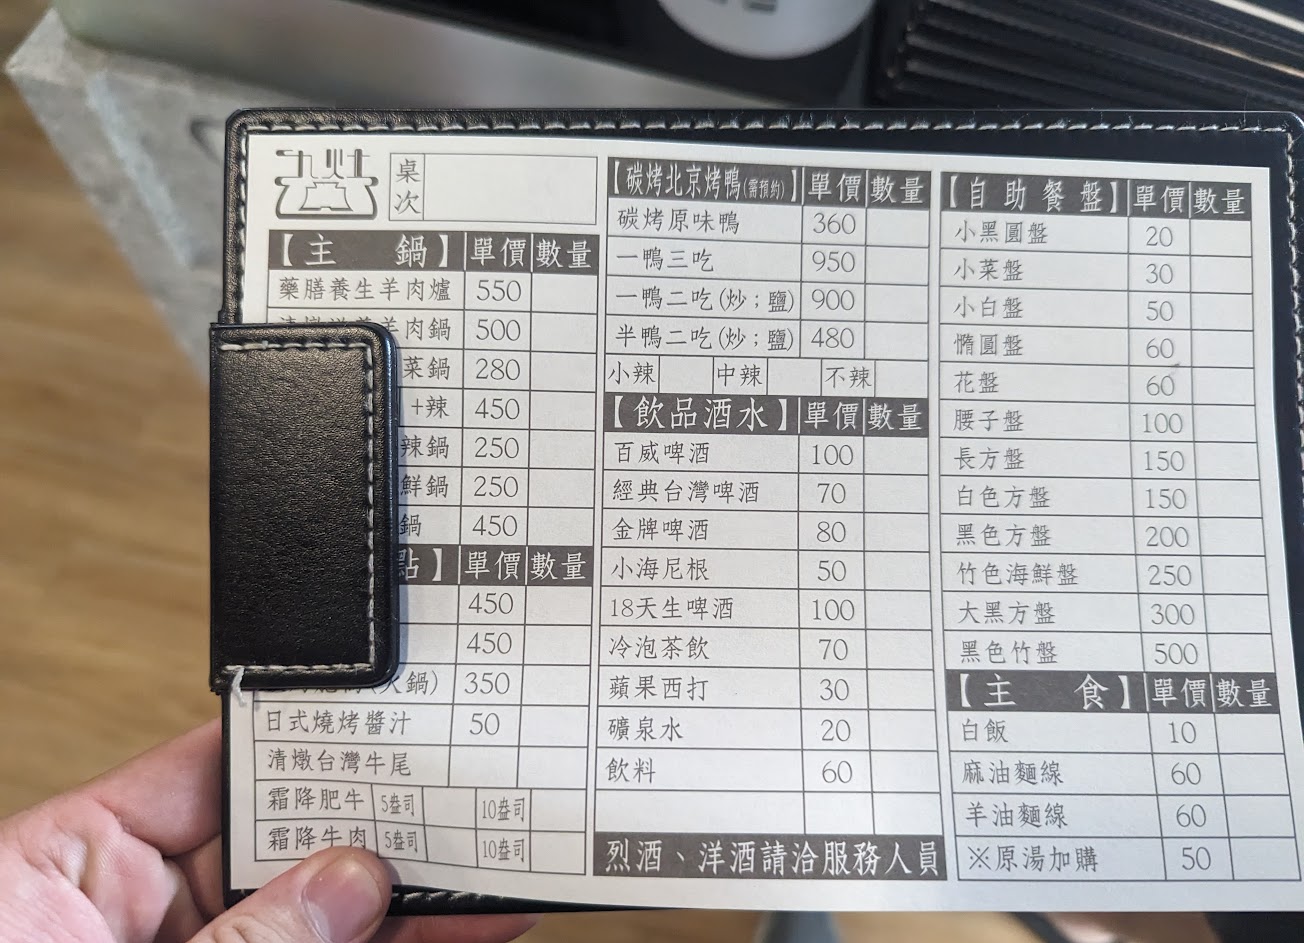 九灶
桌次
【主 鍋】 單價 數量
藥膳養生羊肉爐 550
羊肉鍋 500
菜鍋 280
+辣 450
辣鍋 250
鮮鍋 250
鍋 450
點】 單價 數量
450
450
(火鍋) 350
日式燒烤醬汁 50
清燉台灣牛尾
霜降肥牛 5盎司 10盎司
霜降牛肉 5盎司 10盎司
【碳烤北京烤鴨(需預約)】 單價 數量
碳烤原味鴨 360
一鴨三吃 950
一鴨二吃(炒;鹽) 900
半鴨二吃(炒;鹽) 480
小辣 中辣 不辣
【飲品酒水】 單價 數量
百威啤酒 100
經典台灣啤酒 70
金牌啤酒 80
小海尼根 50
18天生啤酒 100
冷泡茶飲 70
蘋果西打 30
礦泉水 20
飲料 60
烈酒、洋酒請洽服務人員
【自助餐盤】 單價 數量
小黑圓盤 20
小菜盤 30
小白盤 50
橢圓盤 60
花盤 60
腰子盤 100
長方盤 150
白色方盤 150
黑色方盤 200
竹色海鮮盤 250
大黑方盤 300
黑色竹盤 500
【主 食】 單價 數量
白飯 10
麻油麵線 60
羊油麵線 60
※原湯加購 50